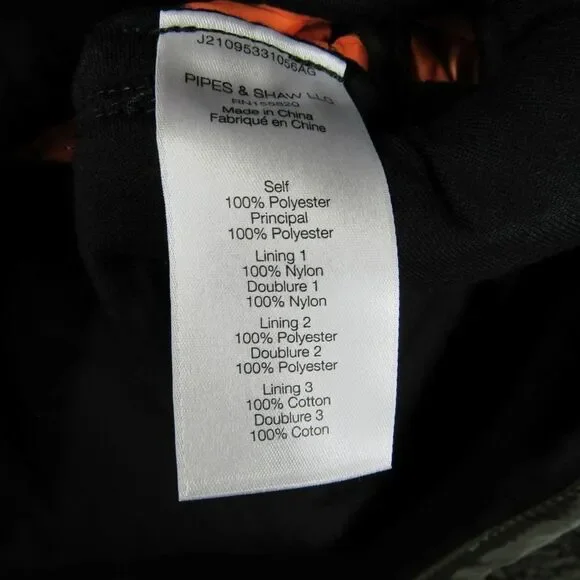 J21095331056AG
PIPES & SHAW LLC
RN156820
Made in China
Fabriqué en Chine
Self
100% Polyester
Principal
100% Polyester
Lining 1
100% Nylon
Doublure 1
100% Nylon
Lining 2
100% Polyester
Doublure 2
100% Polyester
Lining 3
100% Cotton
Doublure 3
100% Coton